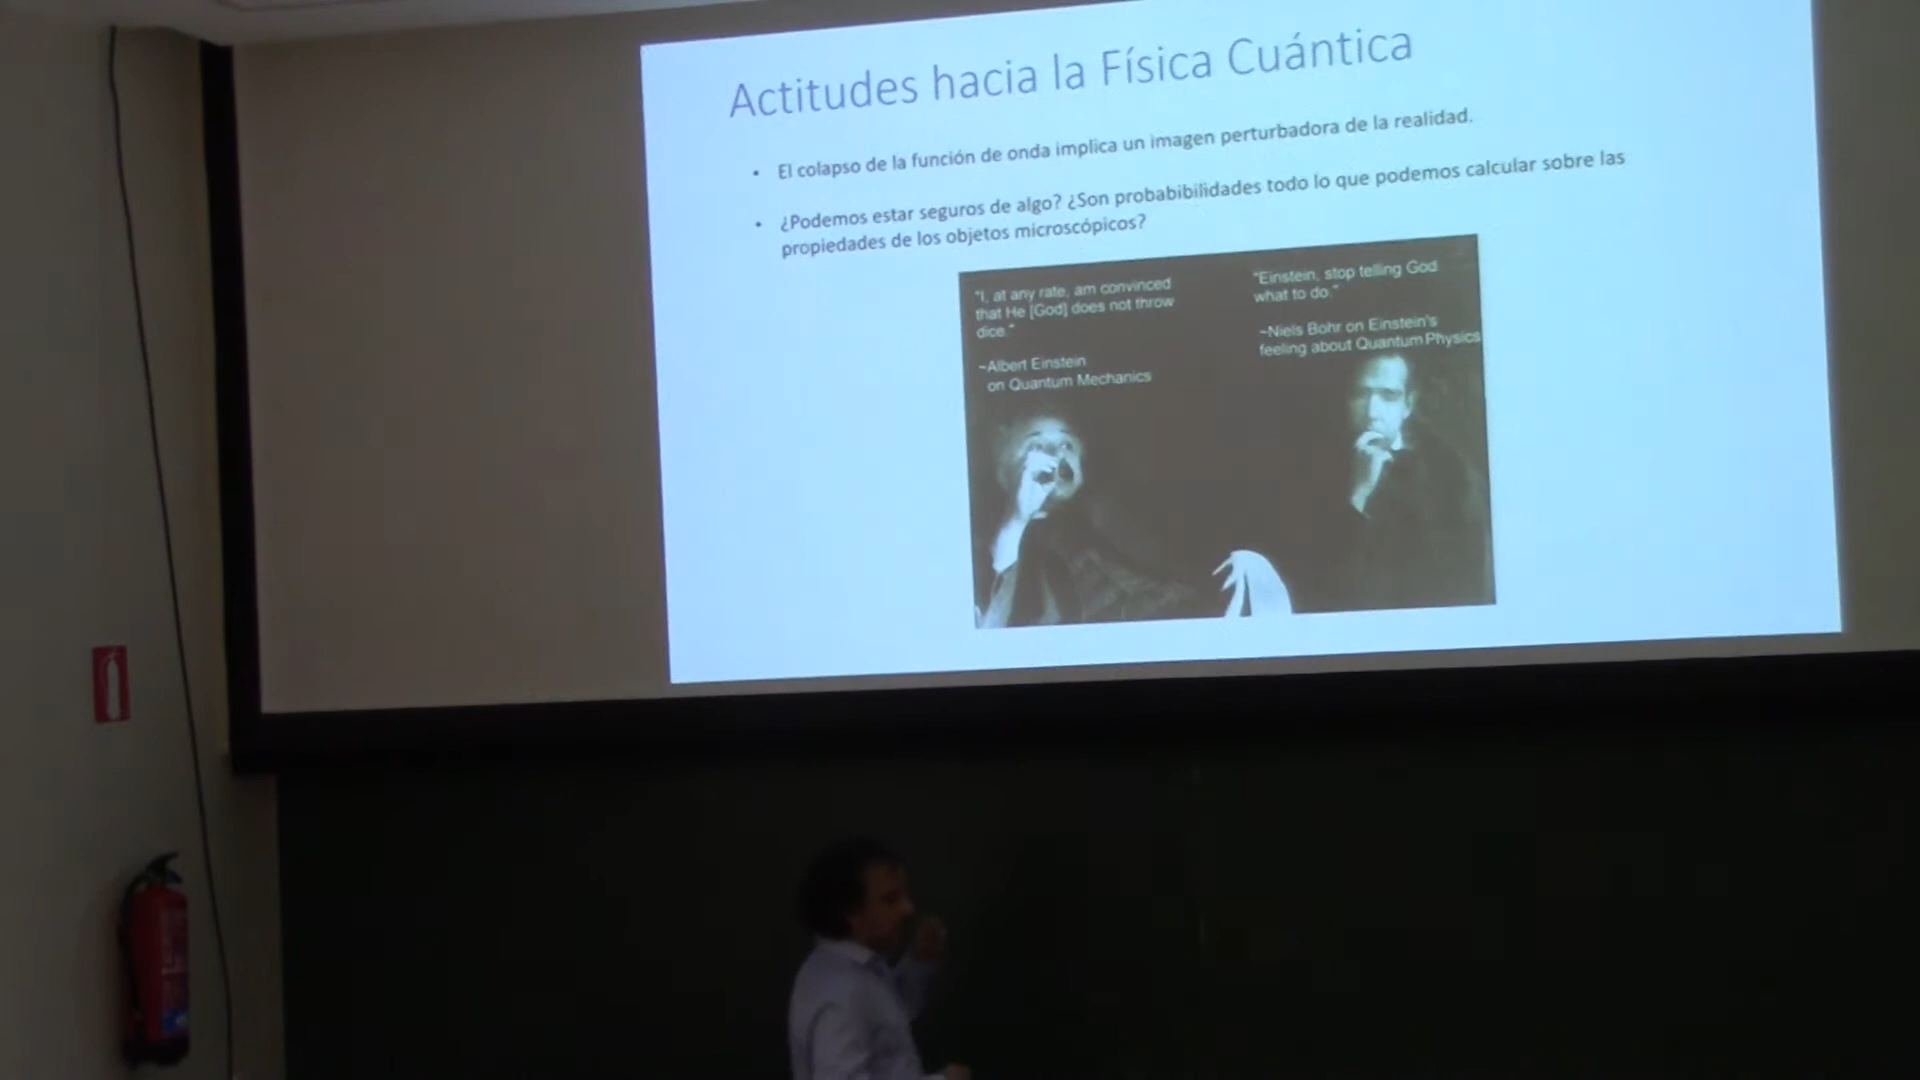 Actitudes hacia la Física Cuántica
• El colapso de la función de onda implica un imagen perturbadora de la realidad.
• ¿Podemos estar seguros de algo? ¿Son probabibilidades todo lo que podemos calcular sobre las
propiedades de los objetos microscópicos?
"I, at any rate, am convinced
that He [God] does not throw
dice."
~Albert Einstein
on Quantum Mechanics
"Einstein, stop telling God
what to do."
~Niels Bohr on Einstein's
feeling about Quantum Physics